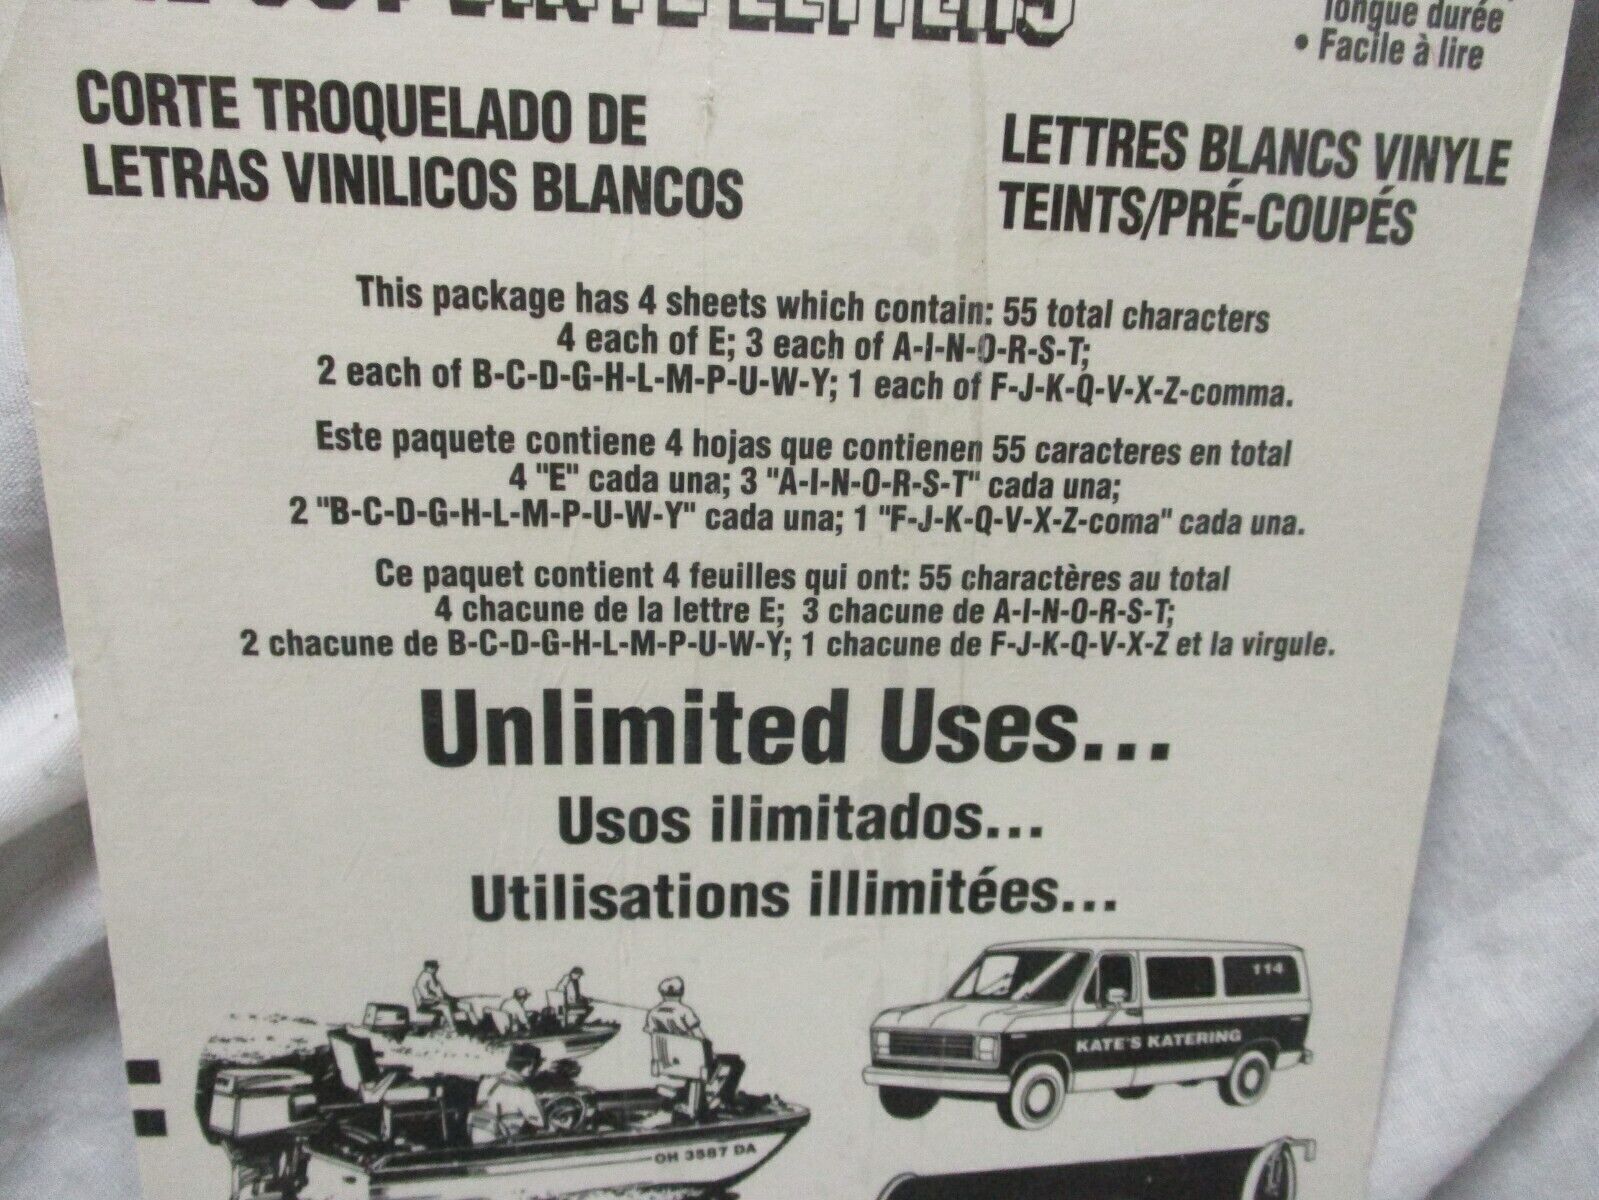 DIE CUT VINYL LETTERS
longue durée
• Facile à lire
CORTE TROQUELADO DE
LETRAS VINILICOS BLANCOS
LETTRES BLANCS VINYLE
TEINTS/PRÉ-COUPÉS
This package has 4 sheets which contain: 55 total characters
4 each of E; 3 each of A-I-N-O-R-S-T;
2 each of B-C-D-G-H-L-M-P-U-W-Y; 1 each of F-J-K-Q-V-X-Z-comma.
Este paquete contiene 4 hojas que contienen 55 caracteres en total
4 "E" cada una; 3 "A-I-N-O-R-S-T" cada una;
2 "B-C-D-G-H-L-M-P-U-W-Y" cada una; 1 "F-J-K-Q-V-X-Z-coma" cada una.
Ce paquet contient 4 feuilles qui ont: 55 charactères au total
4 chacune de la lettre E; 3 chacune de A-I-N-O-R-S-T;
2 chacune de B-C-D-G-H-L-M-P-U-W-Y; 1 chacune de F-J-K-Q-V-X-Z et la virgule.
Unlimited Uses...
Usos ilimitados...
Utilisations illimitées...
114
KATE'S KATERING
OH 3587 DA